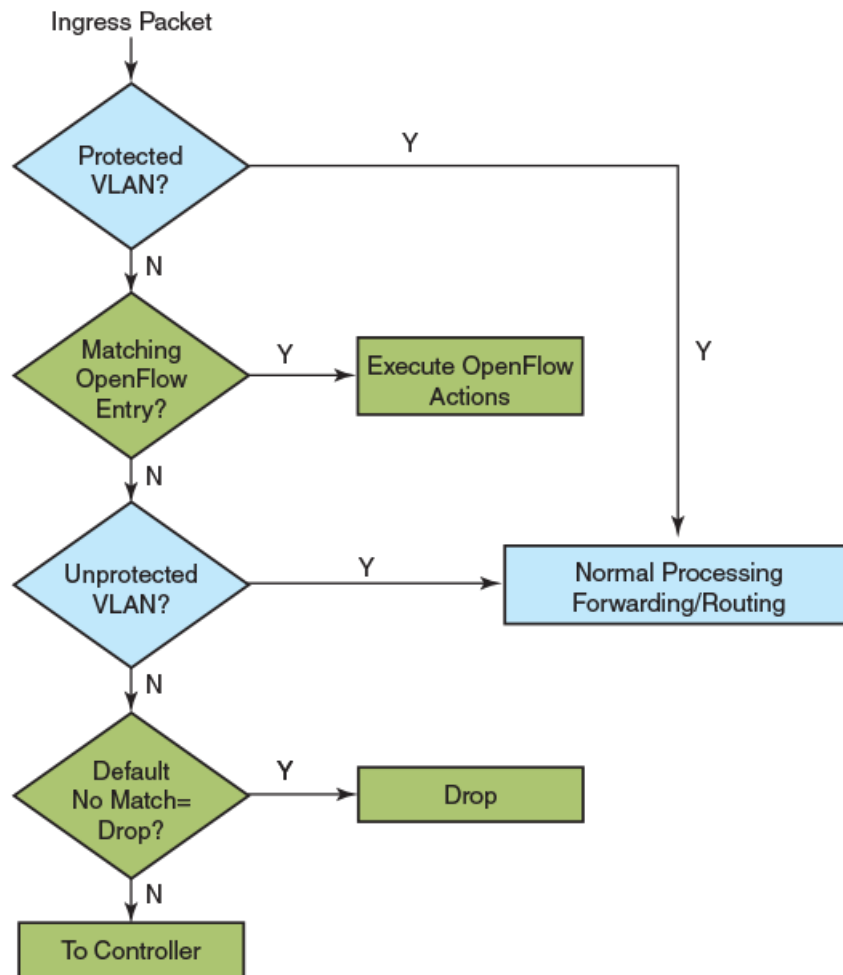 Ingress Packet
Protected
VLAN?
Y
Y
N
Matching
OpenFlow
Entry?
Y
Execute OpenFlow
Actions
N
Unprotected
VLAN?
Y
Normal Processing
Forwarding/Routing
N
Default
No Match=
Drop?
Y
Drop
N
To Controller